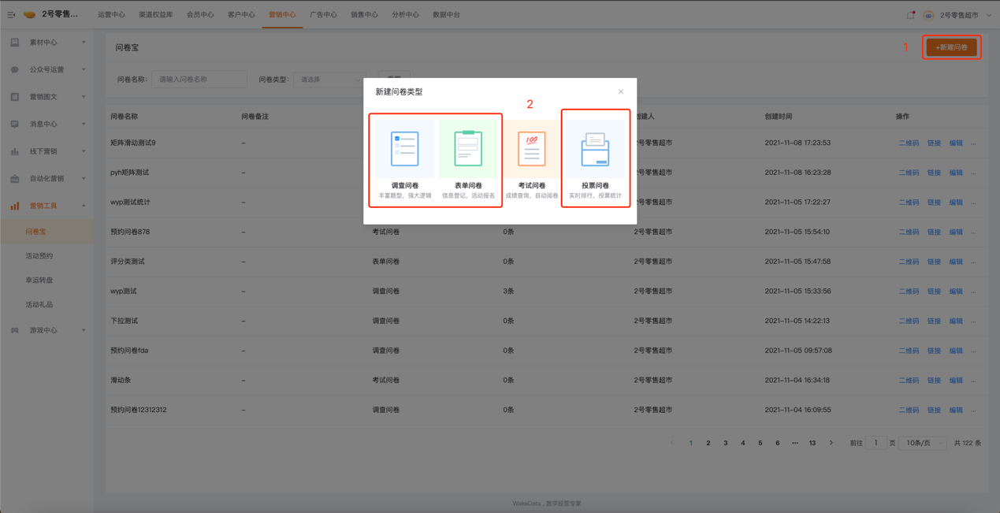 2号零售... 运营中心 渠道权益库 会员中心 客户中心 营销中心 广告中心 销售中心 分析中心 数据中台 2号零售超市
素材中心
公众号运营
营销图文
消息中心
线下营销
自动化营销
营销工具
问卷宝
活动预约
幸运转盘
活动礼品
游戏中心
问卷宝 1 +新建问卷
问卷名称: 请输入问卷名称 问卷类型: 请选择
新建问卷类型
2
100
调查问卷 表单问卷 考试问卷 投票问卷
丰富题型, 强大逻辑 信息登记, 活动报名 成绩查询, 自动阅卷 实时排行, 投票统计
问卷名称 问卷备注 创建人 创建时间 操作
矩阵滑动测试9 – 2号零售超市 2021-11-08 17:23:53 二维码 链接 编辑 ...
pyh矩阵测试 – 2号零售超市 2021-11-08 16:23:28 二维码 链接 编辑 ...
wyp测试统计 – 2号零售超市 2021-11-05 17:22:27 二维码 链接 编辑 ...
预约问卷878 – 考试问卷 0条 2号零售超市 2021-11-05 15:54:10 二维码 链接 编辑 ...
评分类测试 – 表单问卷 0条 2号零售超市 2021-11-05 15:47:58 二维码 链接 编辑 ...
wyp测试 – 调查问卷 3条 2号零售超市 2021-11-05 15:33:56 二维码 链接 编辑 ...
下拉测试 – 调查问卷 0条 2号零售超市 2021-11-05 14:22:13 二维码 链接 编辑 ...
预约问卷fda – 调查问卷 0条 2号零售超市 2021-11-05 09:57:08 二维码 链接 编辑 ...
滑动条 – 考试问卷 0条 2号零售超市 2021-11-04 16:34:18 二维码 链接 编辑 ...
预约问卷12312312 – 调查问卷 0条 2号零售超市 2021-11-04 16:09:55 二维码 链接 编辑 ...
1 2 3 4 5 6 ... 13 前往 1 页 10条/页 共 122 条
WakeData , 数字经营专家